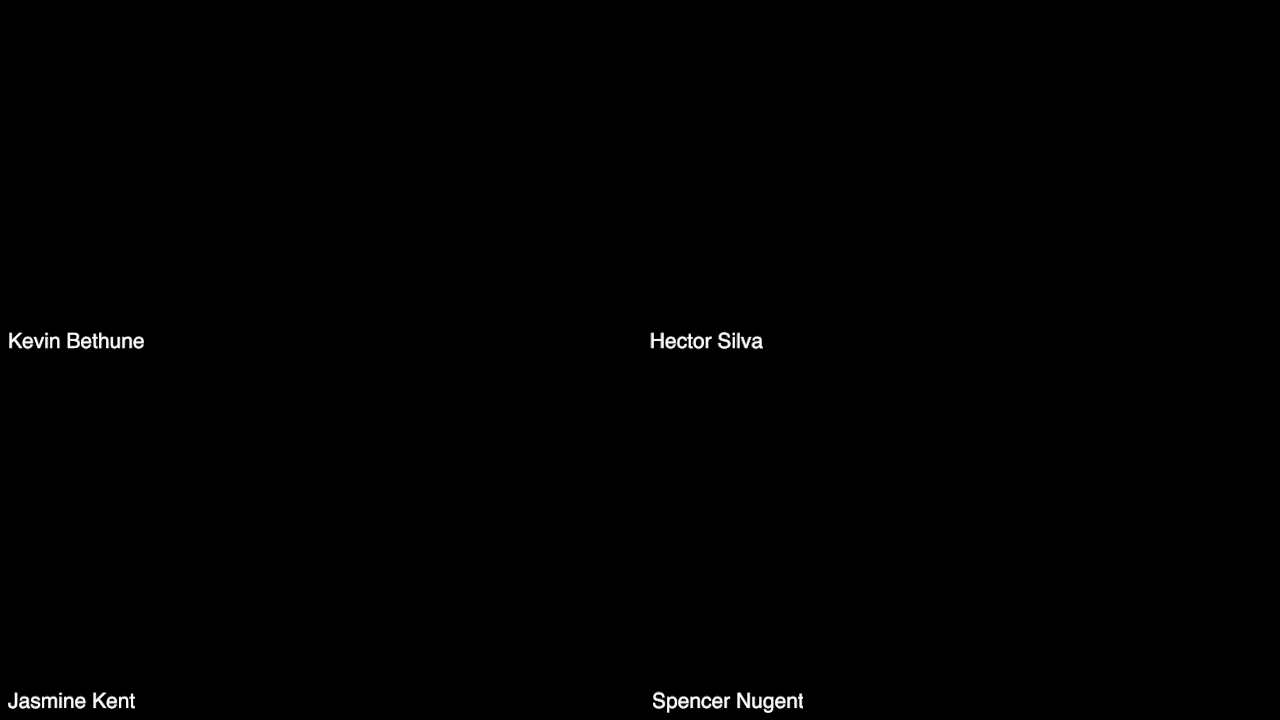 Kevin Bethune
Hector Silva
Jasmine Kent
Spencer Nugent